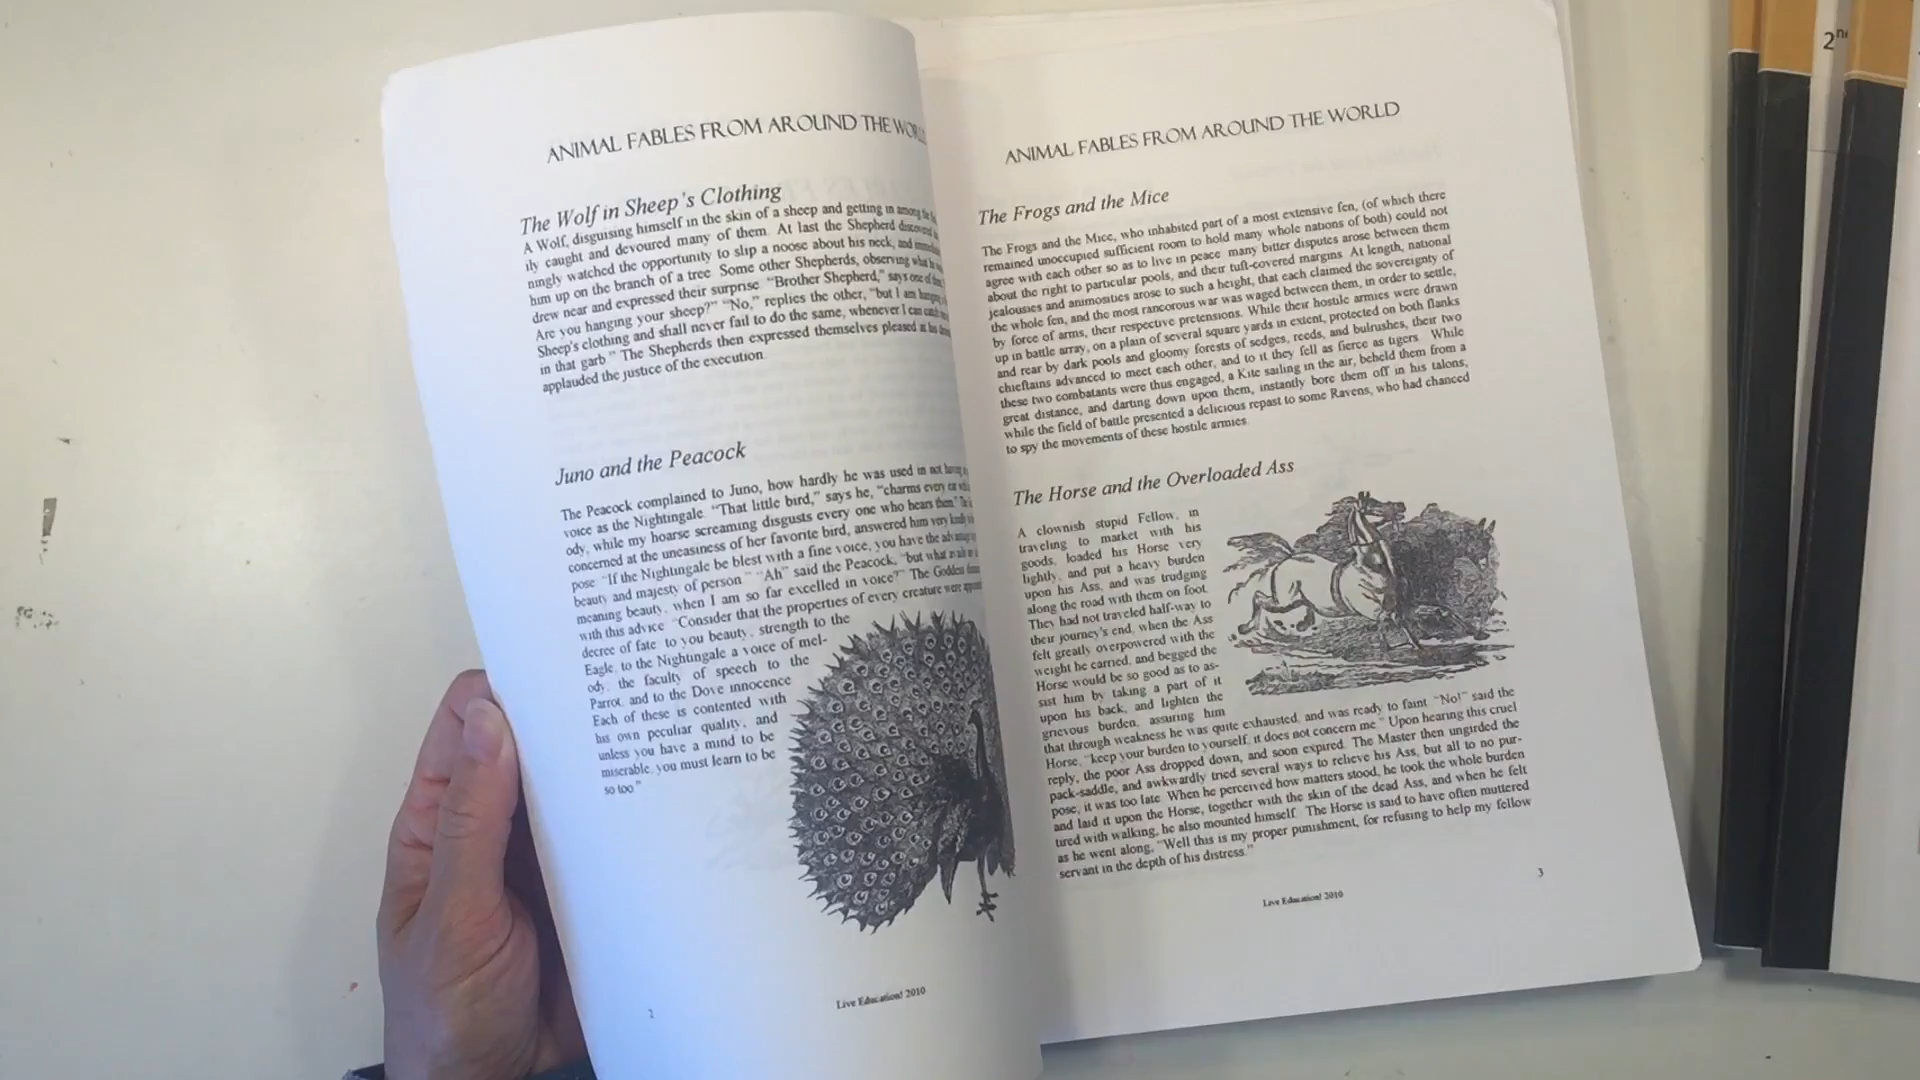 ANIMAL FABLES FROM AROUND THE
The Wolf in Sheep's Clothing
A Wolf, disguising himself in the skin of a sheep and getting in among the
ily caught and devoured many of them. At last the Shepherd discovered
ningly watched the opportunity to slip a noose about his neck, and
him up on the branch of a tree. Some other Shepherds, observing what he
drew near and expressed their surprise. "Brother Shepherd," says one of
Are you hanging your sheep?" "No," replies the other, "but I am hanging
Sheep's clothing and shall never fail to do the same, whenever I can catch
in that garb." The Shepherds then expressed themselves pleased at his
applauded the justice of the execution.
Juno and the Peacock
The Peacock complained to Juno, how hardly he was used in not having
voice as the Nightingale. "That little bird," says he, "charms every ear
ody, while my hoarse screaming disgusts every one who hears them."
concerned at the uneasiness of her favorite bird, answered him very kindly
pose. "If the Nightingale be blest with a fine voice, you have the advantage
beauty and majesty of person." "Ah" said the Peacock, "but what avails
meaning beauty, when I am so far excelled in voice?" The Goddess
with this advice. "Consider that the properties of every creature were
decree of fate to you beauty, strength to the
Eagle, to the Nightingale a voice of mel-
ody, the faculty of speech to the
Parrot, and to the Dove innocence.
Each of these is contented with
his own peculiar quality, and
unless you have a mind to be
miserable, you must learn to be
so too."
2
Live Education! 2010
ANIMAL FABLES FROM AROUND THE WORLD
The Frogs and the Mice
The Frogs and the Mice, who inhabited part of a most extensive fen, (of which there
remained unoccupied sufficient room to hold many whole nations of both) could not
agree with each other so as to live in peace many bitter disputes arose between them
about the right to particular pools, and their tuft-covered margins. At length, national
jealousies and animosities arose to such a height, that each claimed the sovereignty of
the whole fen, and the most rancorous war was waged between them, in order to settle,
by force of arms, their respective pretensions. While their hostile armies were drawn
up in battle array, on a plain of several square yards in extent, protected on both flanks
and rear by dark pools and gloomy forests of sedges, reeds, and bulrushes, their two
chieftains advanced to meet each other, and to it they fell as fierce as tigers. While
these two combatants were thus engaged, a Kite sailing in the air, beheld them from a
great distance, and darting down upon them, instantly bore them off in his talons,
while the field of battle presented a delicious repast to some Ravens, who had chanced
to spy the movements of these hostile armies.
The Horse and the Overloaded Ass
A clownish stupid Fellow, in
traveling to market with his
goods, loaded his Horse very
lightly, and put a heavy burden
upon his Ass, and was trudging
along the road with them on foot.
They had not traveled half-way to
their journey's end, when the Ass
felt greatly overpowered with the
weight he carried, and begged the
Horse would be so good as to as-
sist him by taking a part of it
upon his back, and lighten the
grievous burden, assuring him
that through weakness he was quite exhausted, and was ready to faint. "No!" said the
Horse, "keep your burden to yourself, it does not concern me." Upon hearing this cruel
reply, the poor Ass dropped down, and soon expired. The Master then ungirded the
pack-saddle, and awkwardly tried several ways to relieve his Ass, but all to no pur-
pose, it was too late. When he perceived how matters stood, he took the whole burden
and laid it upon the Horse, together with the skin of the dead Ass, and when he felt
tired with walking, he also mounted himself. The Horse is said to have often muttered
as he went along, "Well this is my proper punishment, for refusing to help my fellow
servant in the depth of his distress."
3
Live Education! 2010
2nd